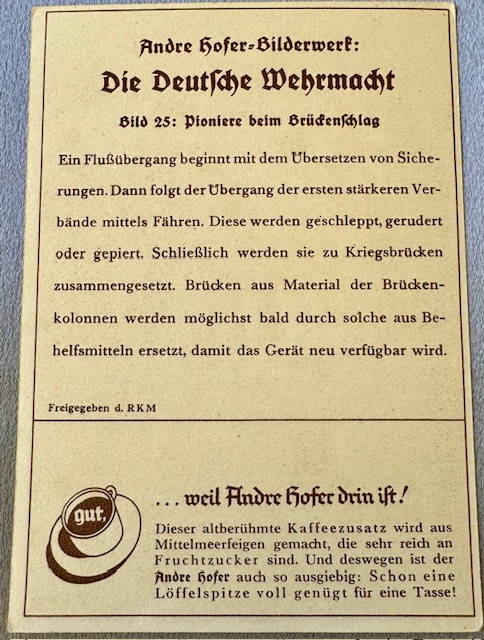 Andre Hofer-Bilderwerk:
Die Deutsche Wehrmacht
Bild 25: Pioniere beim Brückenschlag
Ein Flußübergang beginnt mit dem Übersetzen von Siche-
rungen. Dann folgt der Übergang der ersten stärkeren Ver-
bände mittels Fähren. Diese werden geschleppt, gerudert
oder gepiert. Schließlich werden sie zu Kriegsbrücken
zusammengesetzt. Brücken aus Material der Brücken-
kolonnen werden möglichst bald durch solche aus Be-
helfsmitteln ersetzt, damit das Gerät neu verfügbar wird.
Freigegeben d. RKM
gut,
... weil Andre Hofer drin ist!
Dieser altberühmte Kaffeezusatz wird aus
Mittelmeerfeigen gemacht, die sehr reich an
Fruchtzucker sind. Und deswegen ist der
Andre Hofer auch so ausgiebig: Schon eine
Löffelspitze voll genügt für eine Tasse!